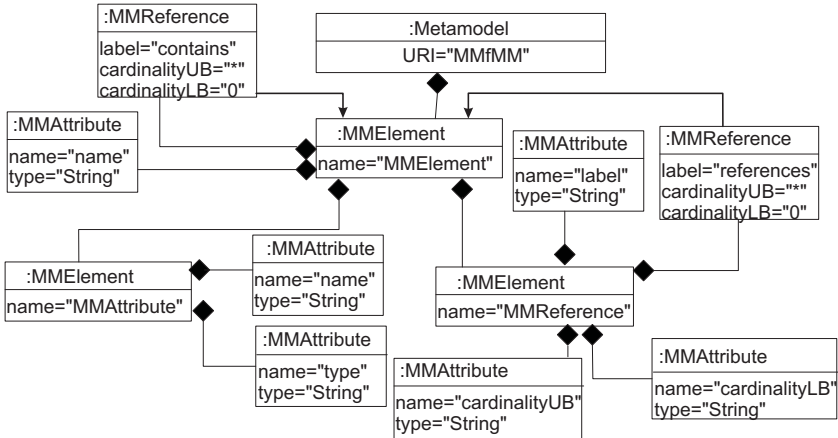 :MMReference
label="contains"
cardinalityUB="*"
cardinalityLB="0"
:Metamodel
URI="MMfMM"
:MMAttribute
name="name"
type="String"
:MMElement
name="MMElement"
:MMAttribute
name="label"
type="String"
:MMReference
label="references"
cardinalityUB="*"
cardinalityLB="0"
:MMElement
name="MMAttribute"
:MMAttribute
name="name"
type="String"
:MMElement
name="MMReference"
:MMAttribute
name="type"
type="String"
:MMAttribute
name="cardinalityUB"
type="String"
:MMAttribute
name="cardinalityLB"
type="String"